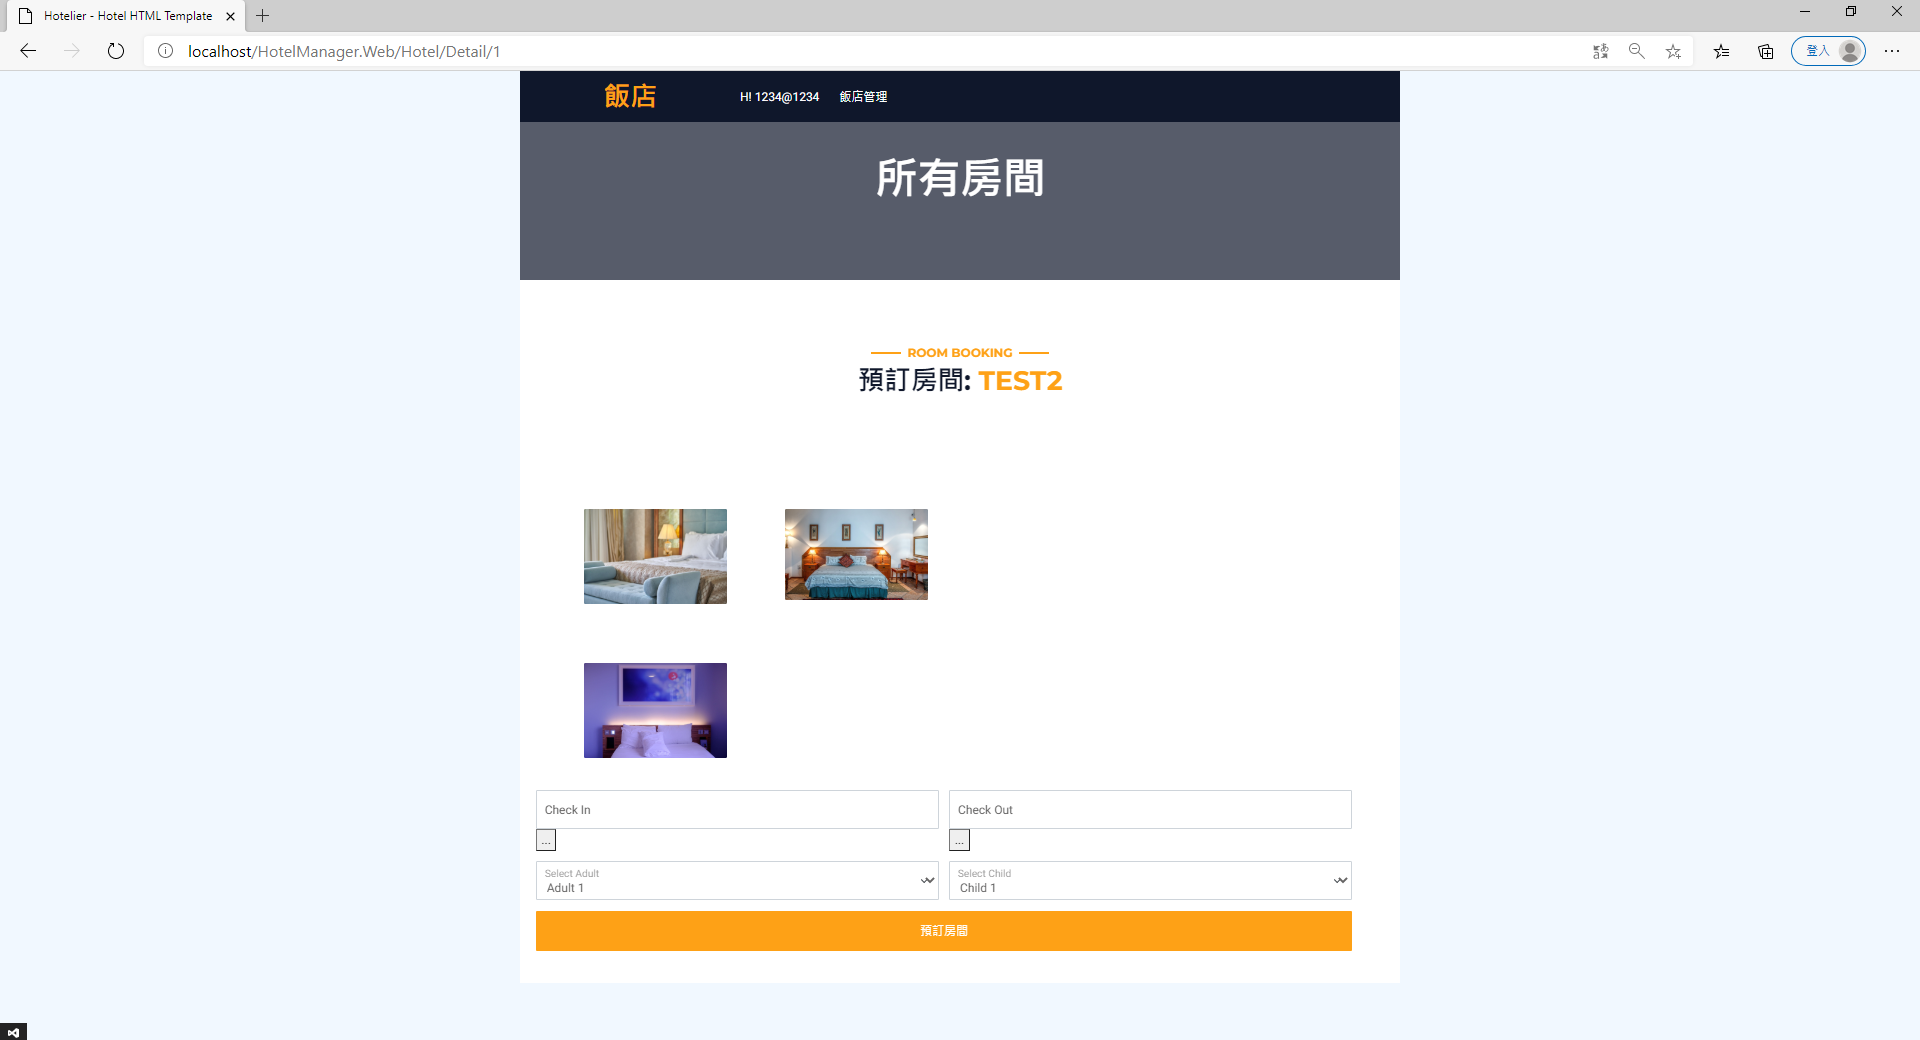 Hotelier - Hotel HTML Template
localhost/HotelManager.Web/Hotel/Detail/1
登入
飯店
H! 1234@1234
飯店管理
所有房間
ROOM BOOKING
預訂房間: TEST2
Check In
Check Out
...
...
Select Adult
Adult 1
Select Child
Child 1
預訂房間